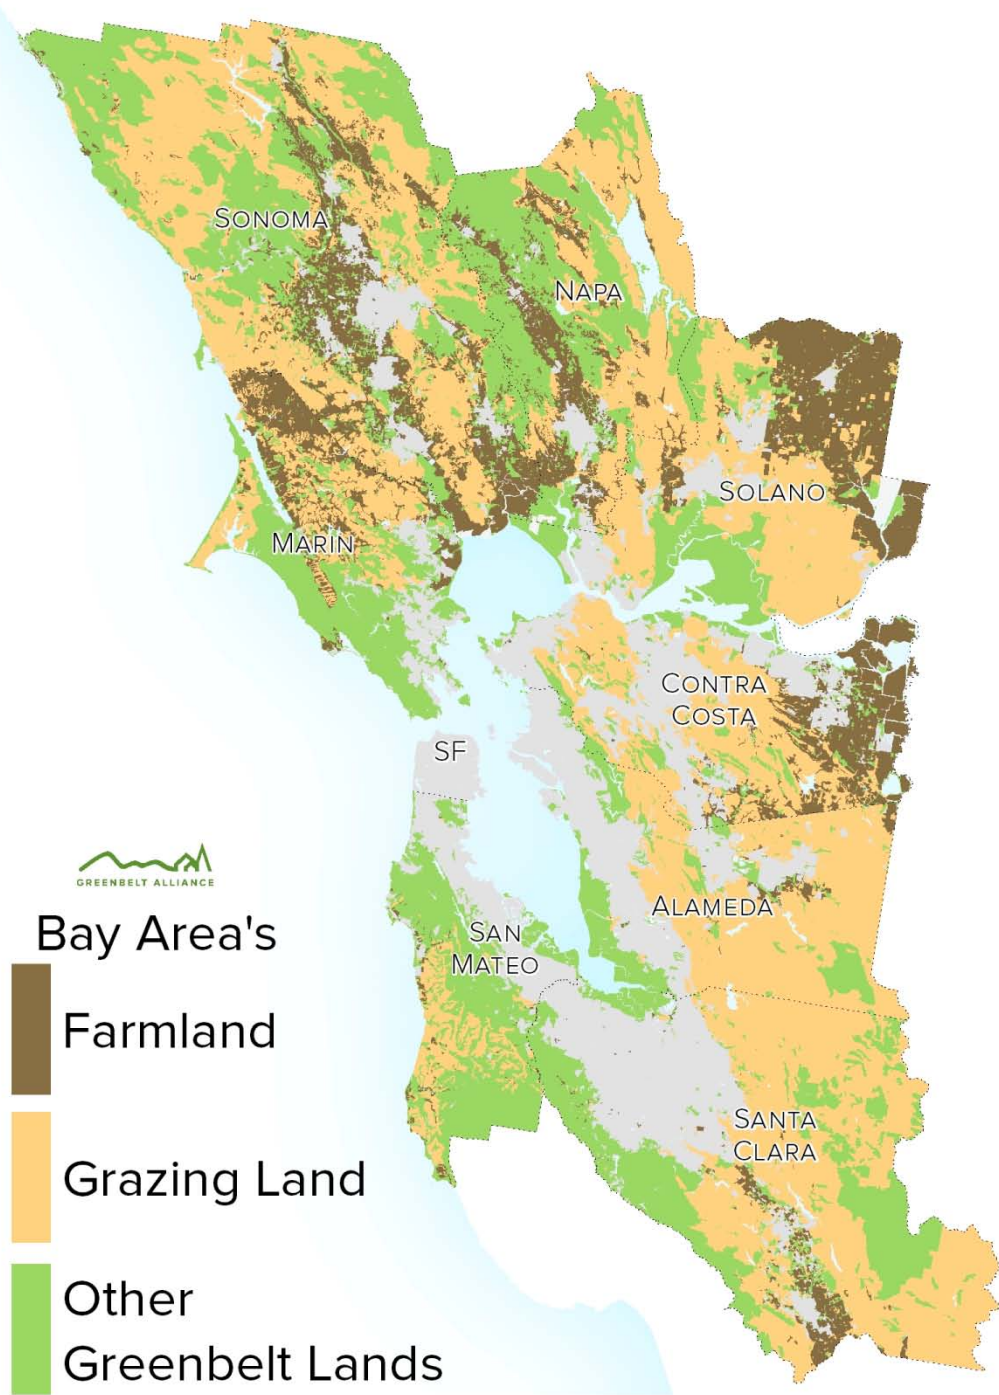 SONOMA
NAPA
SOLANO
MARIN
CONTRA
COSTA
SF
GREENBELT ALLIANCE
ALAMEDA
SAN
MATEO
Bay Area's
Farmland
SANTA
CLARA
Grazing Land
Other
Greenbelt Lands